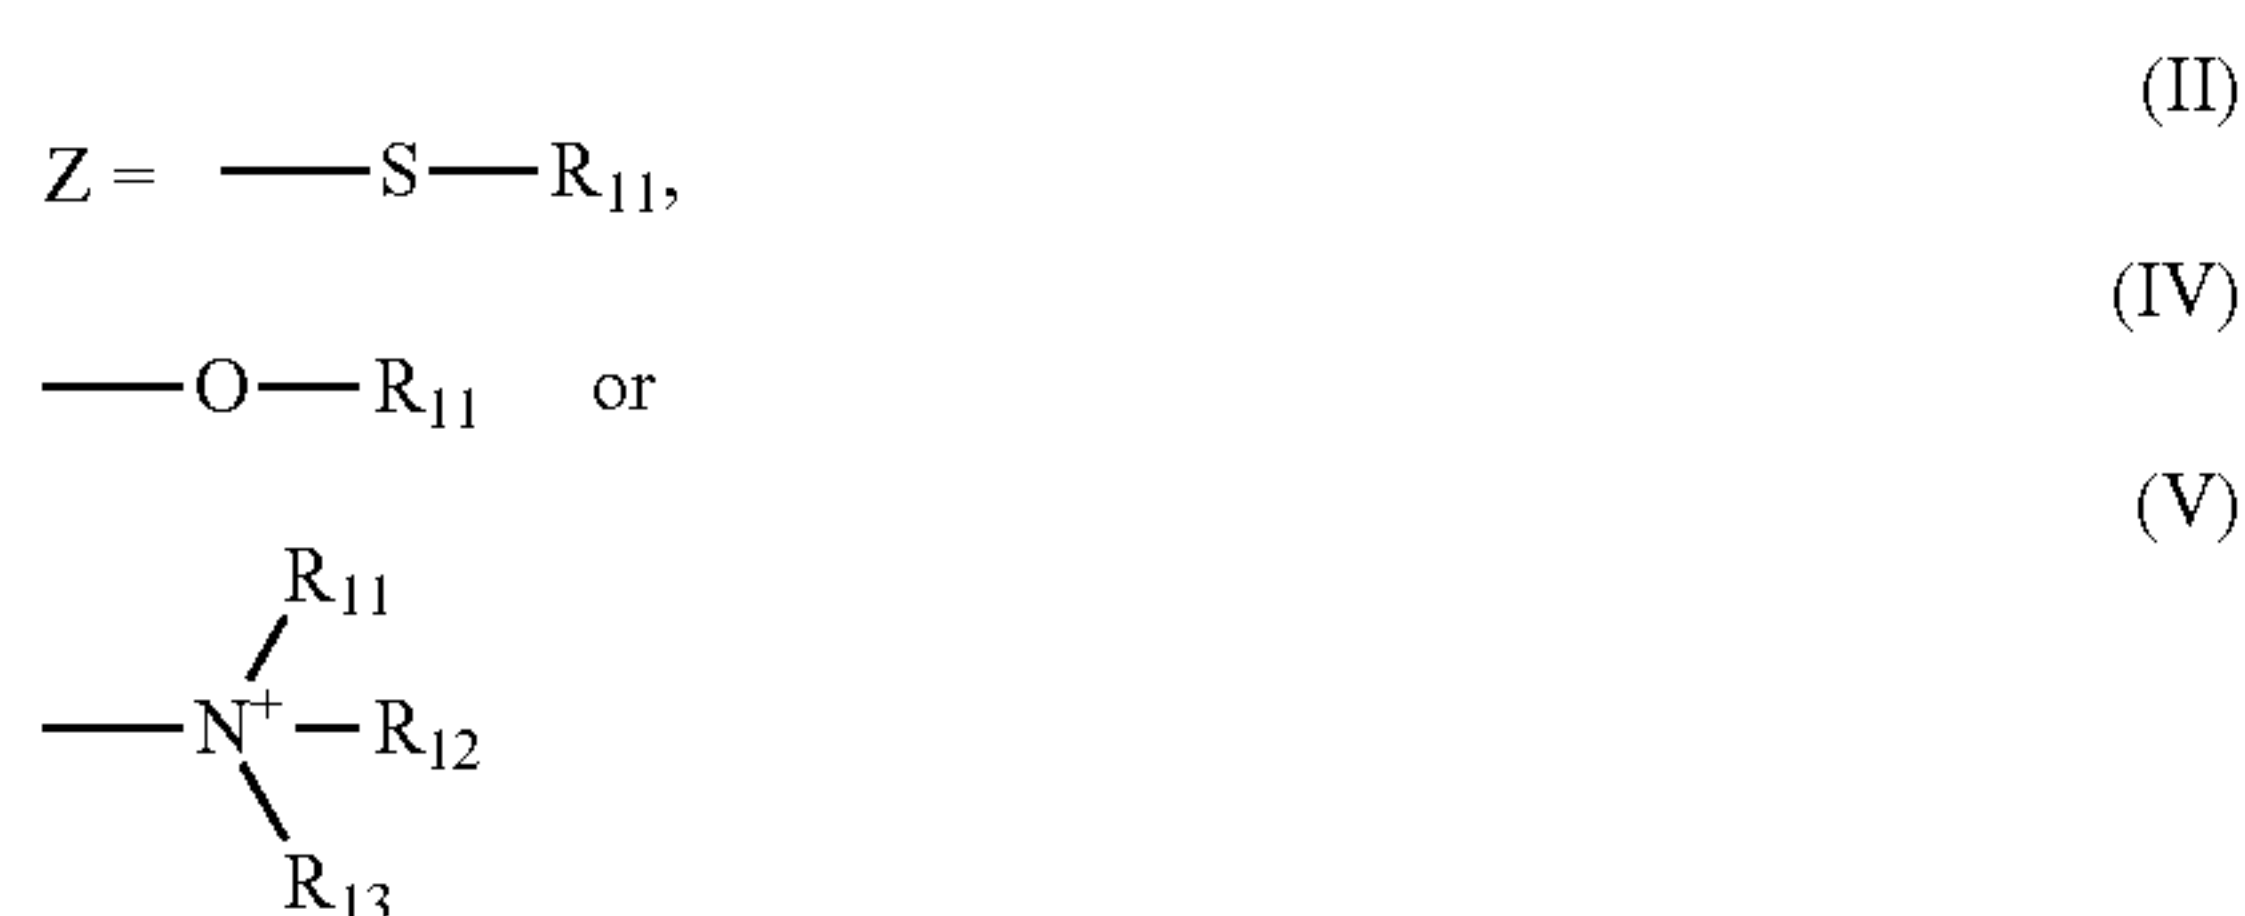 (II)
Z = —S—R11,
(IV)
—O—R11 or
(V)
R11
—N+—R12
R13